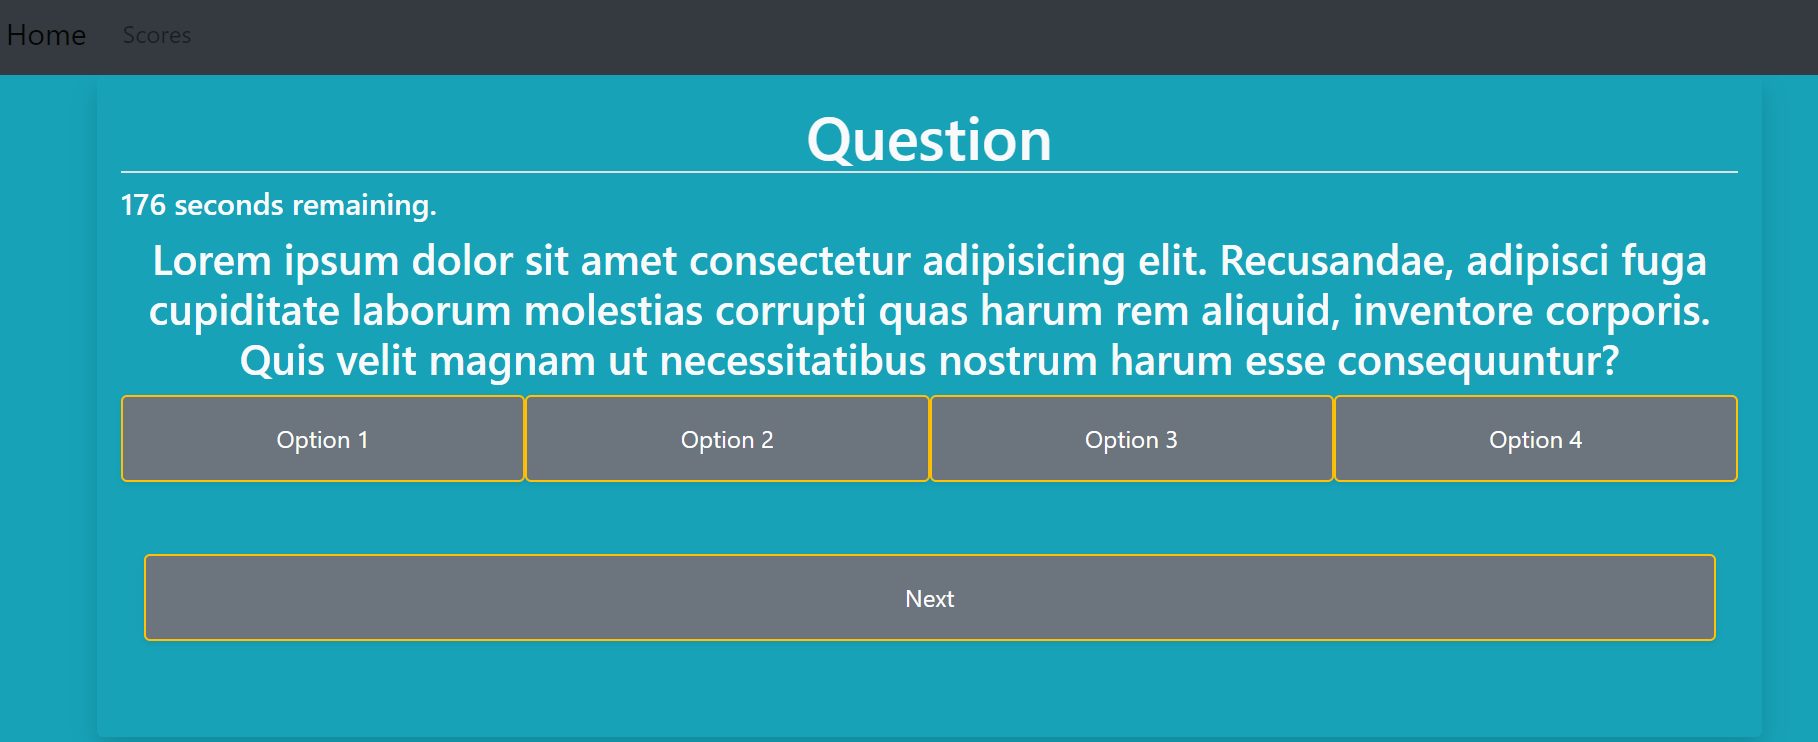 Home Scores
Question
176 seconds remaining.
Lorem ipsum dolor sit amet consectetur adipisicing elit. Recusandae, adipisci fuga
cupiditate laborum molestias corrupti quas harum rem aliquid, inventore corporis.
Quis velit magnam ut necessitatibus nostrum harum esse consequuntur?
Option 1 Option 2 Option 3 Option 4
Next